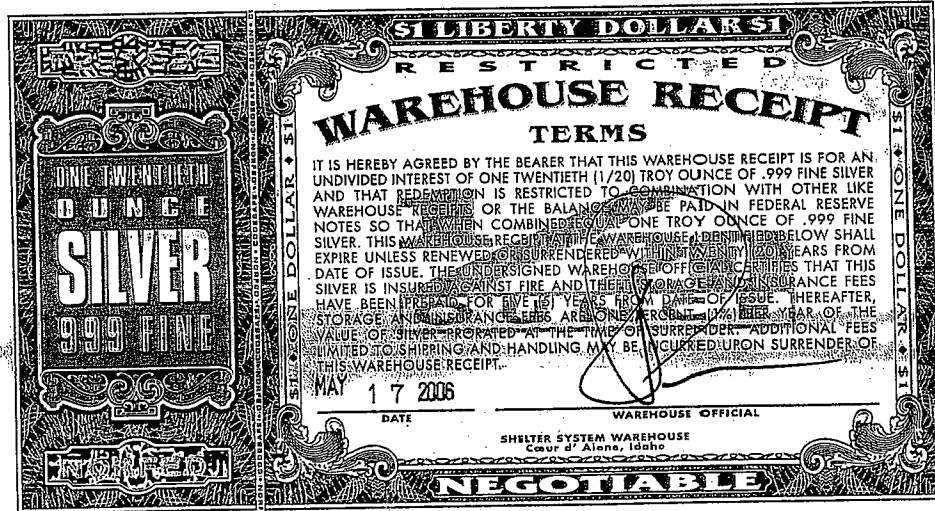 $1 LIBERTY DOLLAR $1
RESTRICTED
WAREHOUSE RECEIPT
TERMS
IT IS HEREBY AGREED BY THE BEARER THAT THIS WAREHOUSE RECEIPT IS FOR AN
UNDIVIDED INTEREST OF ONE TWENTIETH (1/20) TROY OUNCE OF .999 FINE SILVER
AND THAT REDEMPTION IS RESTRICTED TO COMBINATION WITH OTHER LIKE
WAREHOUSE RECEIPTS OR THE BALANCE MAY BE PAID IN FEDERAL RESERVE
NOTES SO THAT WHEN COMBINED EQUAL ONE TROY OUNCE OF .999 FINE
SILVER. THIS WAREHOUSE RECEIPT AT THE WAREHOUSE IDENTIFIED BELOW SHALL
EXPIRE UNLESS RENEWED OR SURRENDERED WITHIN TWENTY (20) YEARS FROM
DATE OF ISSUE. THE UNDERSIGNED WAREHOUSE OFFICIAL CERTIFIES THAT THIS
SILVER IS INSURED AGAINST FIRE AND THEFT. STORAGE AND INSURANCE FEES
HAVE BEEN PREPAID FOR FIVE (5) YEARS FROM DATE OF ISSUE. THEREAFTER,
STORAGE AND INSURANCE FEES ARE ONE PERCENT (1%) PER YEAR OF THE
VALUE OF SILVER PRORATED AT THE TIME OF SURRENDER. ADDITIONAL FEES
LIMITED TO SHIPPING AND HANDLING MAY BE INCURRED UPON SURRENDER OF
THIS WAREHOUSE RECEIPT.
MAY 17 2006
DATE
WAREHOUSE OFFICIAL
SHELTER SYSTEM WAREHOUSE
Coeur d' Alene, Idaho
NEGOTIABLE
ONE TWENTIETH
OUNCE
SILVER
999 FINE
$1 ♦ ONE DOLLAR ♦ $1
$1 ♦ ONE DOLLAR ♦ $1